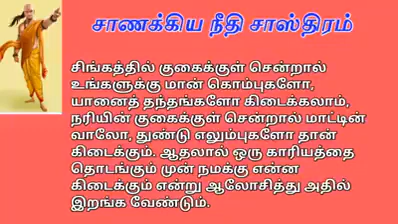 சாணக்கிய நீதி சாஸ்திரம்
சிங்கத்தில் குகைக்குள் சென்றால்
உங்களுக்கு மான் கொம்புகளோ,
யானைத் தந்தங்களோ கிடைக்கலாம்,
நரியின் குகைக்குள் சென்றால் மாட்டின்
வாலோ, துண்டு எலும்புகளோ தான்
கிடைக்கும். ஆதலால் ஒரு காரியத்தை
தொடங்கும் முன் நமக்கு என்ன
கிடைக்கும் என்று ஆலோசித்து அதில்
இறங்க வேண்டும்.